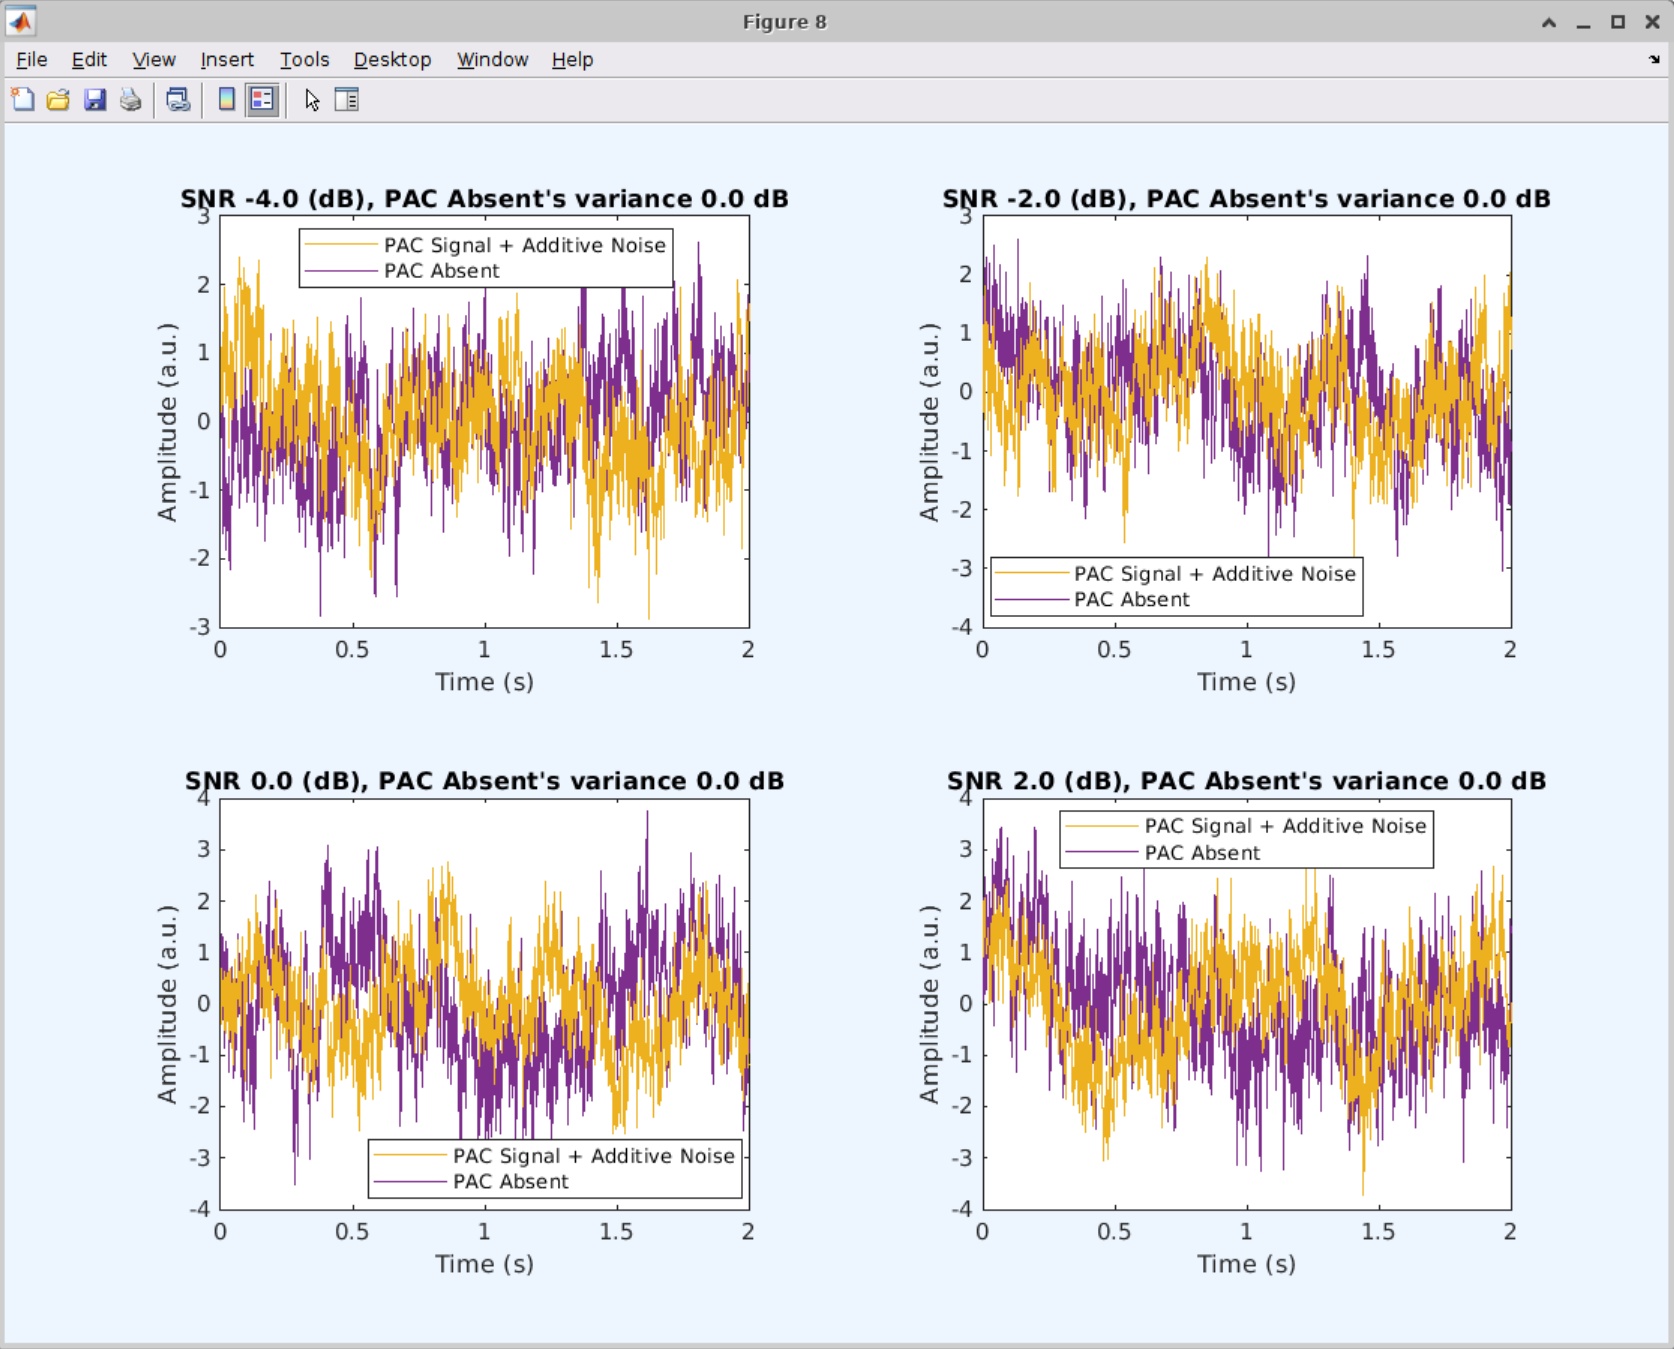 Figure 8
File Edit View Insert Tools Desktop Window Help
SNR -4.0 (dB), PAC Absent's variance 0.0 dB
3
2
1
0
-1
-2
-3
Amplitude (a.u.)
PAC Signal + Additive Noise
PAC Absent
0 0.5 1 1.5 2
Time (s)
SNR -2.0 (dB), PAC Absent's variance 0.0 dB
3
2
1
0
-1
-2
-3
-4
Amplitude (a.u.)
PAC Signal + Additive Noise
PAC Absent
0 0.5 1 1.5 2
Time (s)
SNR 0.0 (dB), PAC Absent's variance 0.0 dB
4
3
2
1
0
-1
-2
-3
-4
Amplitude (a.u.)
PAC Signal + Additive Noise
PAC Absent
0 0.5 1 1.5 2
Time (s)
SNR 2.0 (dB), PAC Absent's variance 0.0 dB
4
3
2
1
0
-1
-2
-3
-4
Amplitude (a.u.)
PAC Signal + Additive Noise
PAC Absent
0 0.5 1 1.5 2
Time (s)